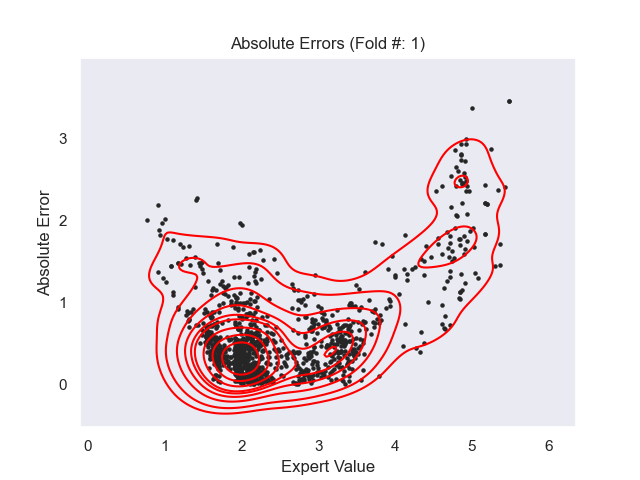 Absolute Errors (Fold #: 1)
3
2
1
0
Absolute Error
0 1 2 3 4 5 6
Expert Value